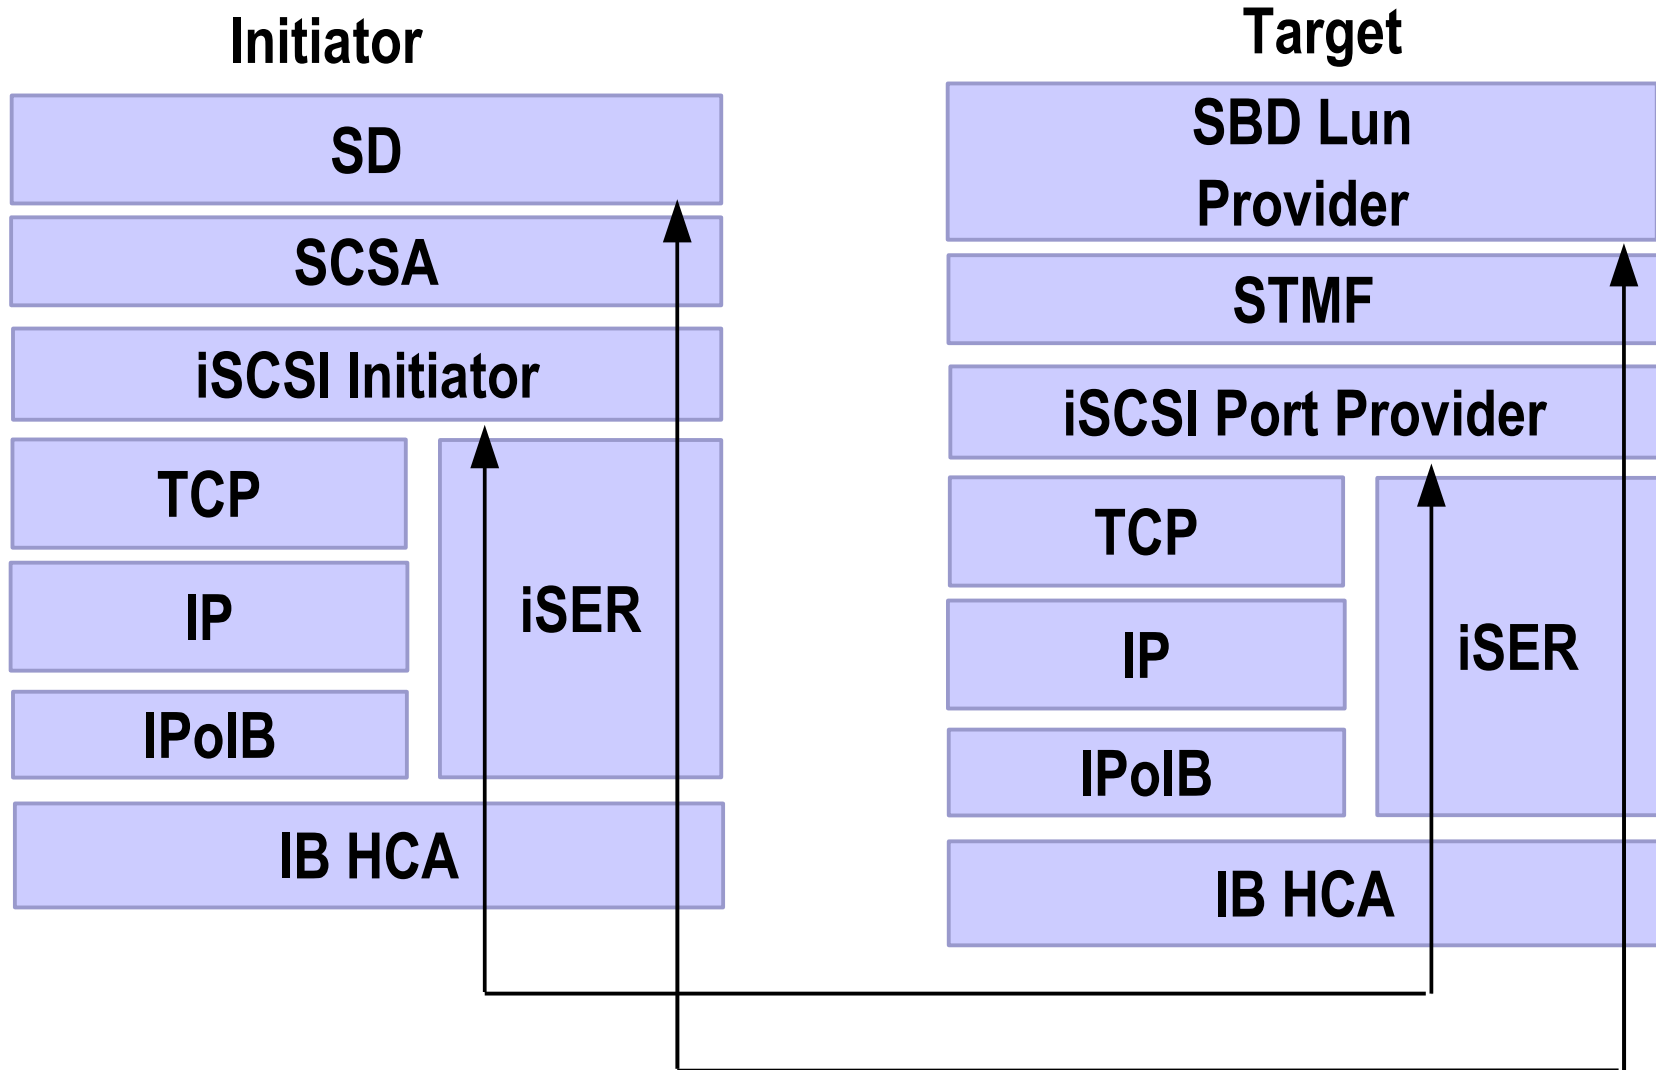 Initiator
SD
SCSA
iSCSI Initiator
TCP
IP
IPoIB
iSER
IB HCA
Target
SBD Lun
Provider
STMF
iSCSI Port Provider
TCP
IP
IPoIB
iSER
IB HCA